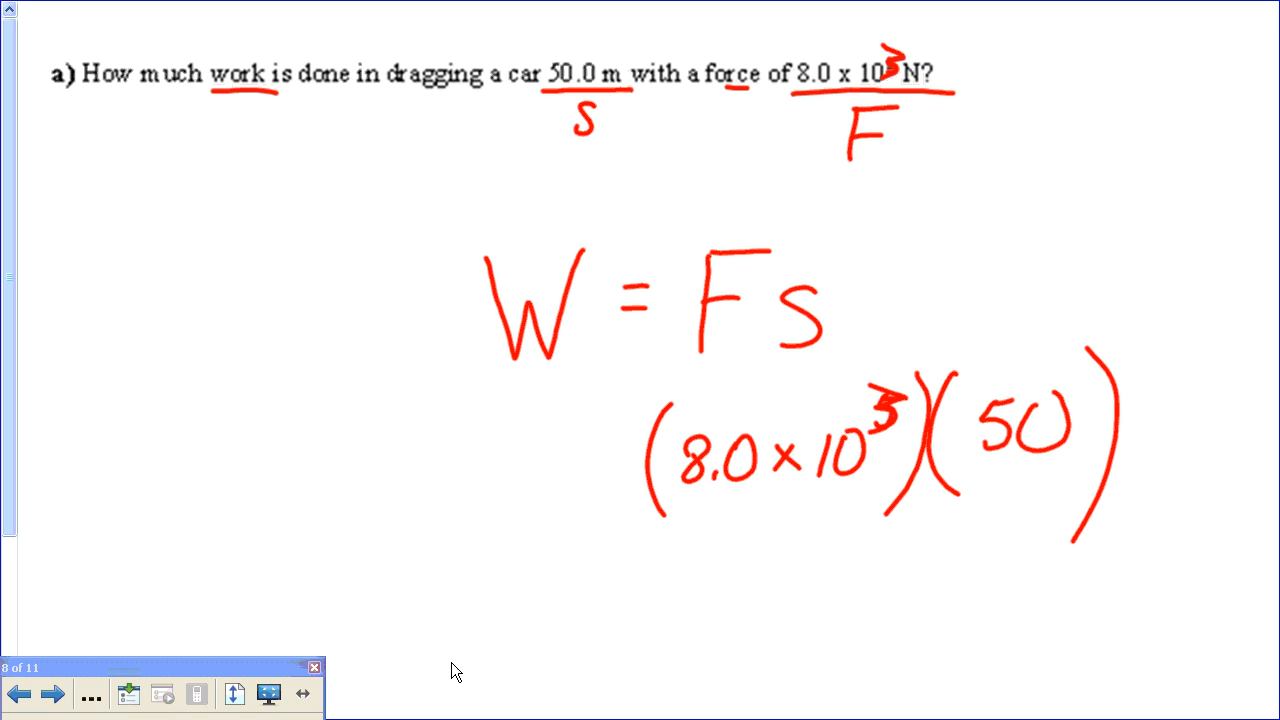 a) How much work is done in dragging a car 50.0 m with a force of 8.0 x 10³ N?
S F
W = FS
(8.0 x 10³)(50)
8 of 11
...